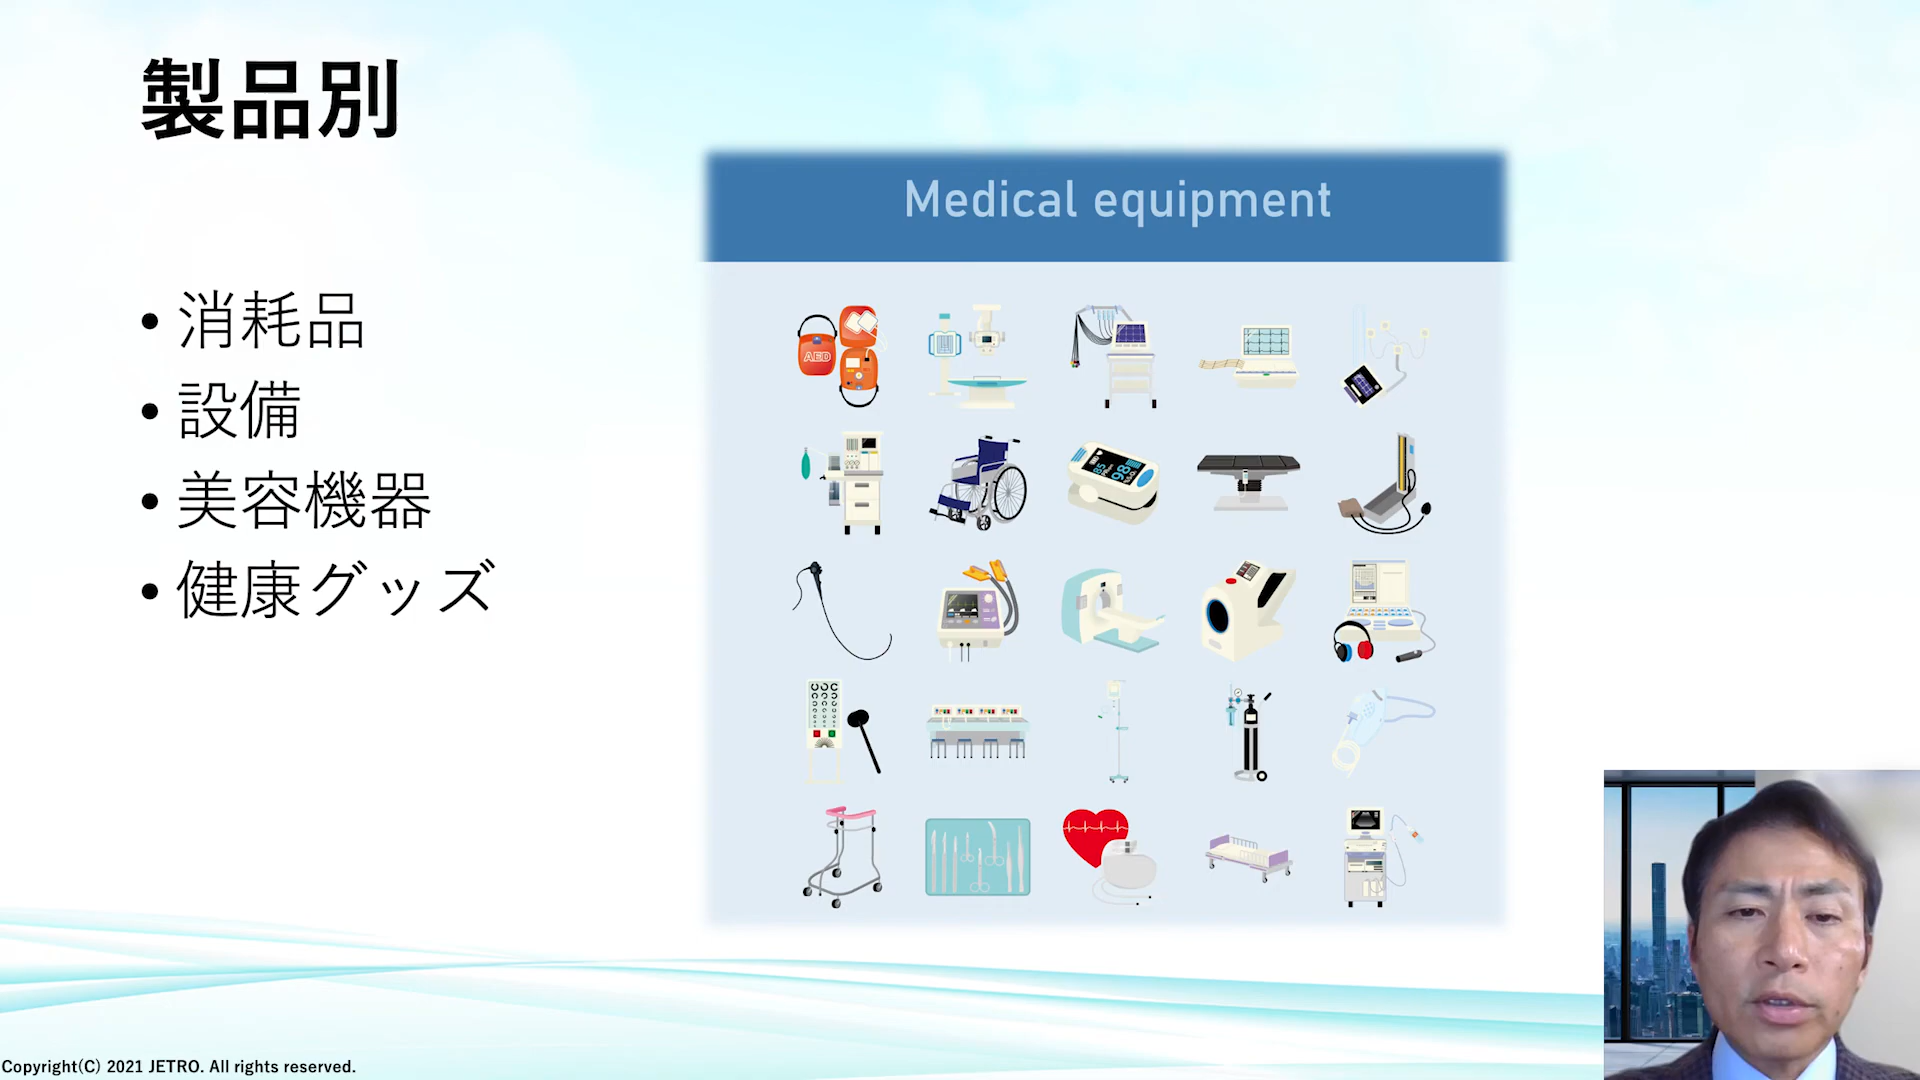 製品別
• 消耗品
• 設備
• 美容機器
• 健康グッズ
Medical equipment
AED
Copyright(C) 2021 JETRO. All rights reserved.